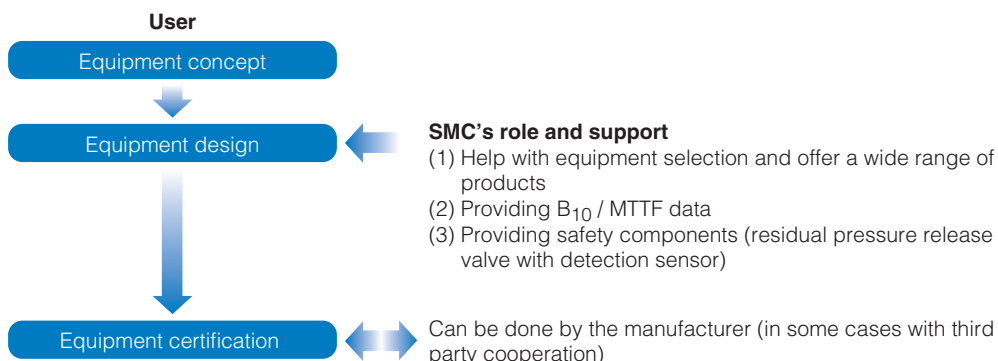 User
Equipment concept
Equipment design
SMC’s role and support
(1) Help with equipment selection and offer a wide range of
products
(2) Providing B10 / MTTF data
(3) Providing safety components (residual pressure release
valve with detection sensor)
Equipment certification
Can be done by the manufacturer (in some cases with third
party cooperation)